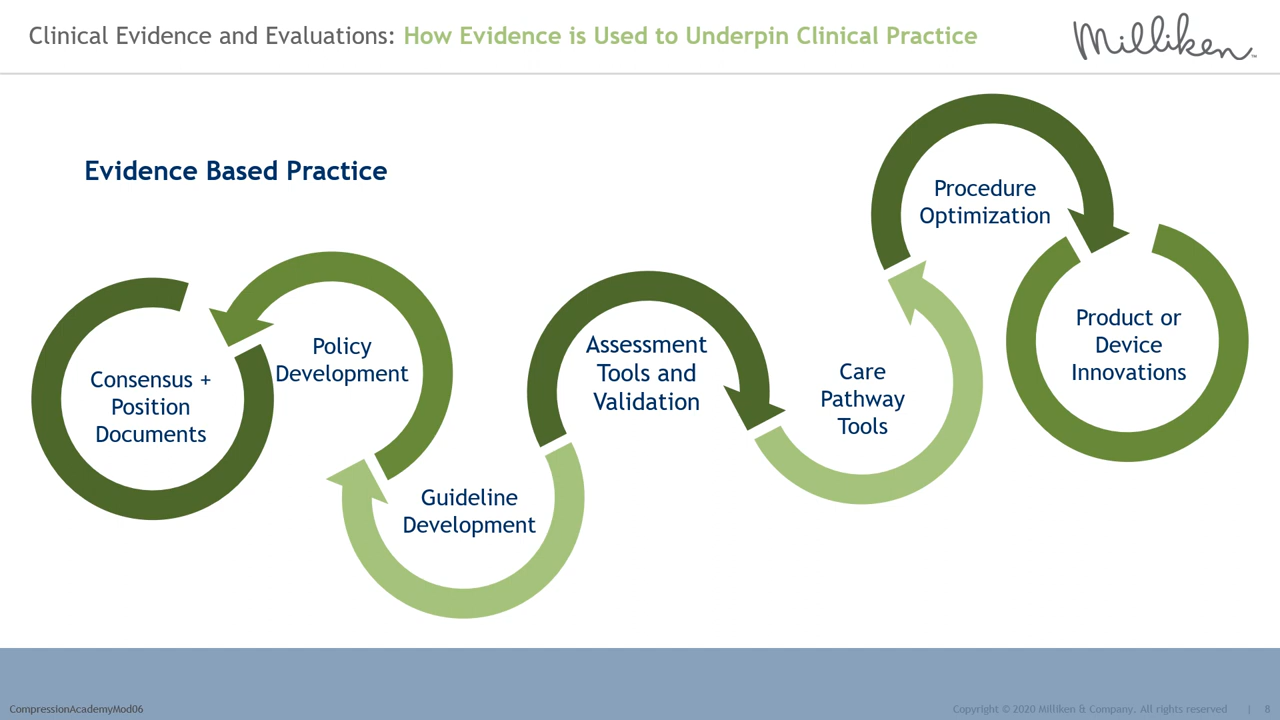 Clinical Evidence and Evaluations: How Evidence is Used to Underpin Clinical Practice
Milliken™
Evidence Based Practice
Consensus +
Position
Documents
Policy
Development
Guideline
Development
Assessment
Tools and
Validation
Care
Pathway
Tools
Procedure
Optimization
Product or
Device
Innovations
CompressionAcademyMod06
Copyright © 2020 Milliken & Company. All rights reserved | 8